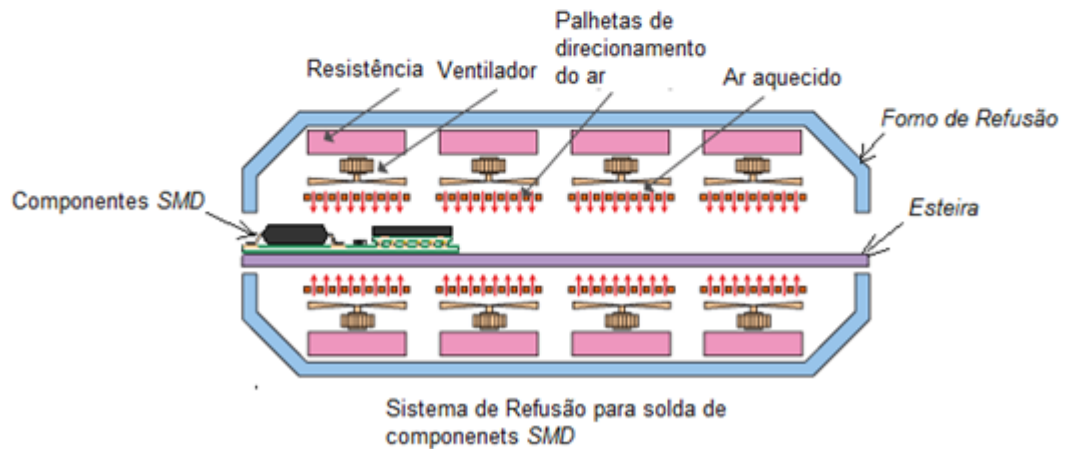 Palhetas de
direcionamento
do ar
Resistência
Ventilador
Ar aquecido
Forno de Refusão
Componentes SMD
Esteira
Sistema de Refusão para solda de
componenets SMD